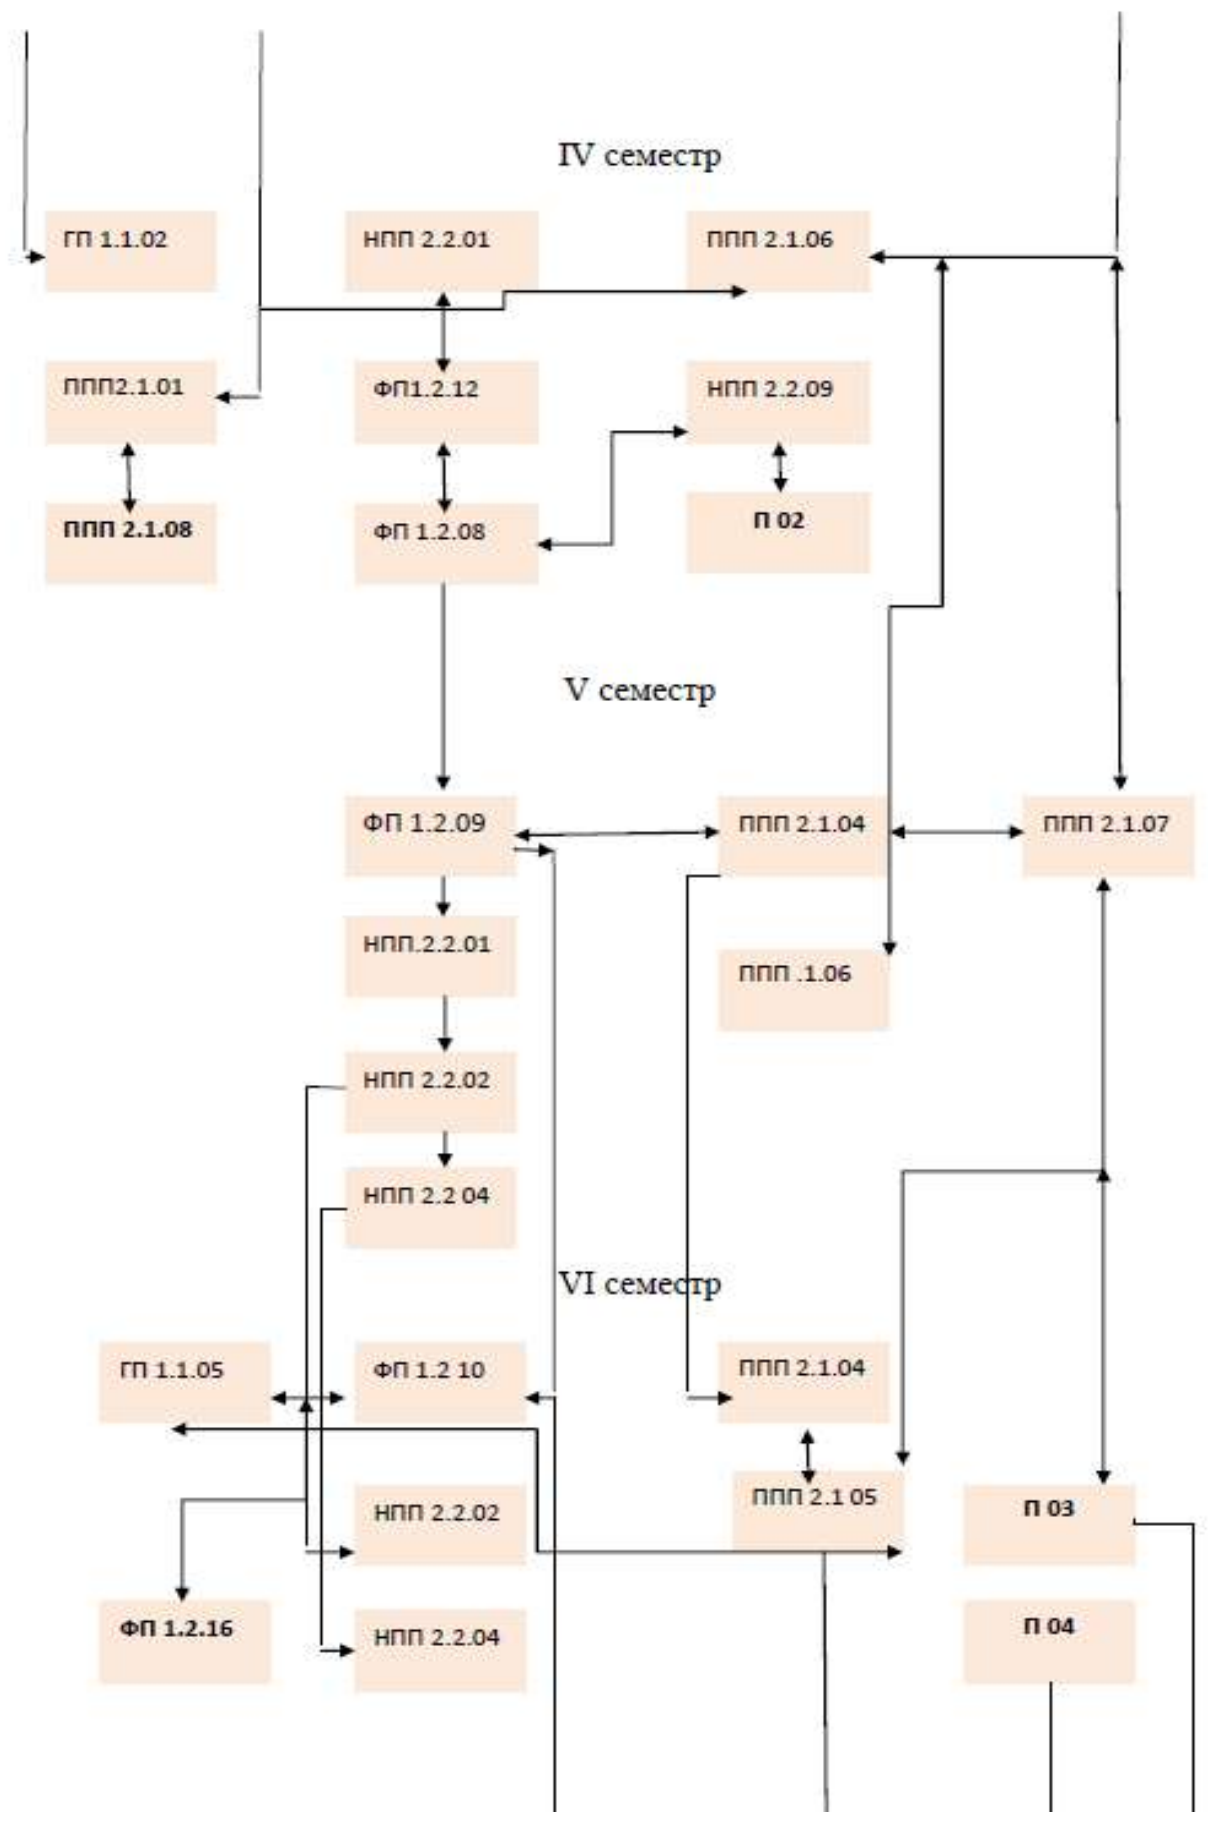 IV семестр
ГП 1.1.02
НПП 2.2.01
ППП 2.1.06
ППП2.1.01
ФП1.2.12
НПП 2.2.09
ППП 2.1.08
ФП 1.2.08
П 02
V семестр
ФП 1.2.09
ППП 2.1.04
ППП 2.1.07
НПП.2.2.01
ППП .1.06
НПП 2.2.02
НПП 2.2 04
VI семестр
ГП 1.1.05
ФП 1.2 10
ППП 2.1.04
НПП 2.2.02
ППП 2.1 05
П 03
ФП 1.2.16
НПП 2.2.04
П 04